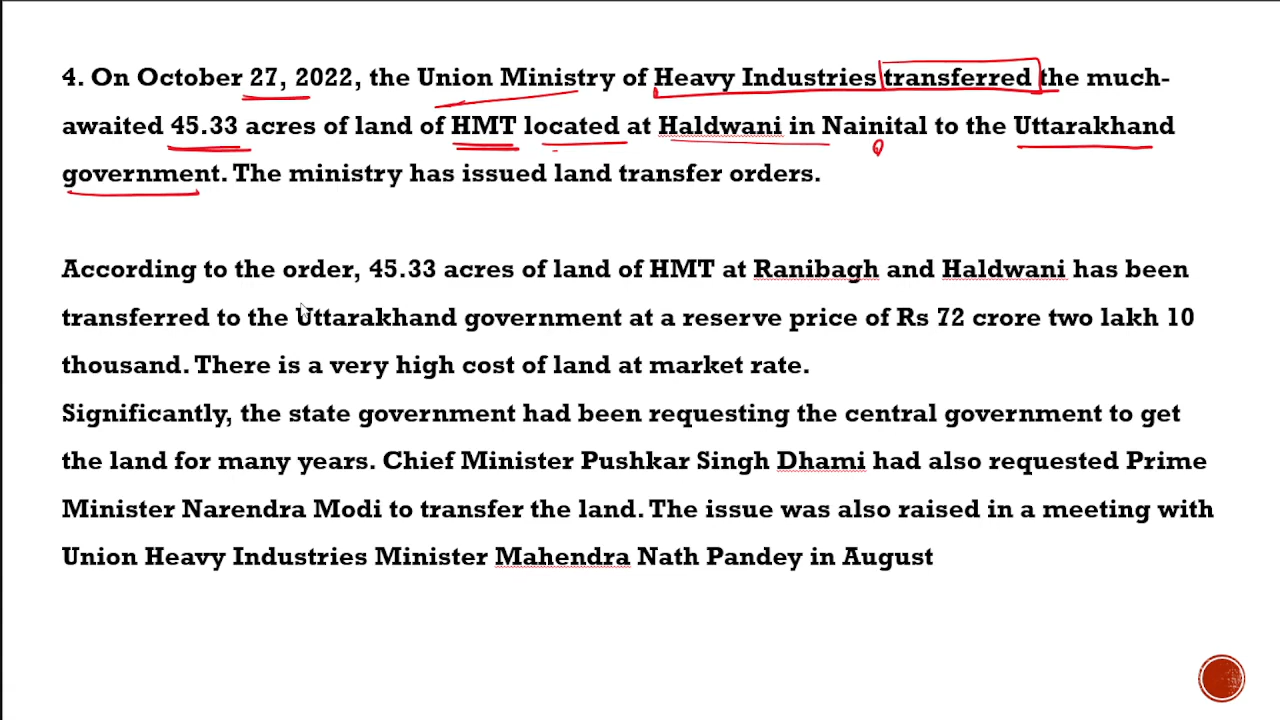 4. On October 27, 2022, the Union Ministry of Heavy Industries transferred the much-
awaited 45.33 acres of land of HMT located at Haldwani in Nainital to the Uttarakhand
government. The ministry has issued land transfer orders.
According to the order, 45.33 acres of land of HMT at Ranibagh and Haldwani has been
transferred to the Uttarakhand government at a reserve price of Rs 72 crore two lakh 10
thousand. There is a very high cost of land at market rate.
Significantly, the state government had been requesting the central government to get
the land for many years. Chief Minister Pushkar Singh Dhami had also requested Prime
Minister Narendra Modi to transfer the land. The issue was also raised in a meeting with
Union Heavy Industries Minister Mahendra Nath Pandey in August